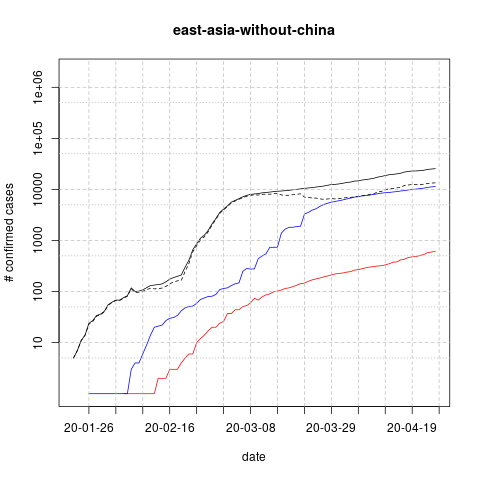 east-asia-without-china
1e+06
1e+05
10000
1000
100
10
# confirmed cases
20-01-26 20-02-16 20-03-08 20-03-29 20-04-19
date